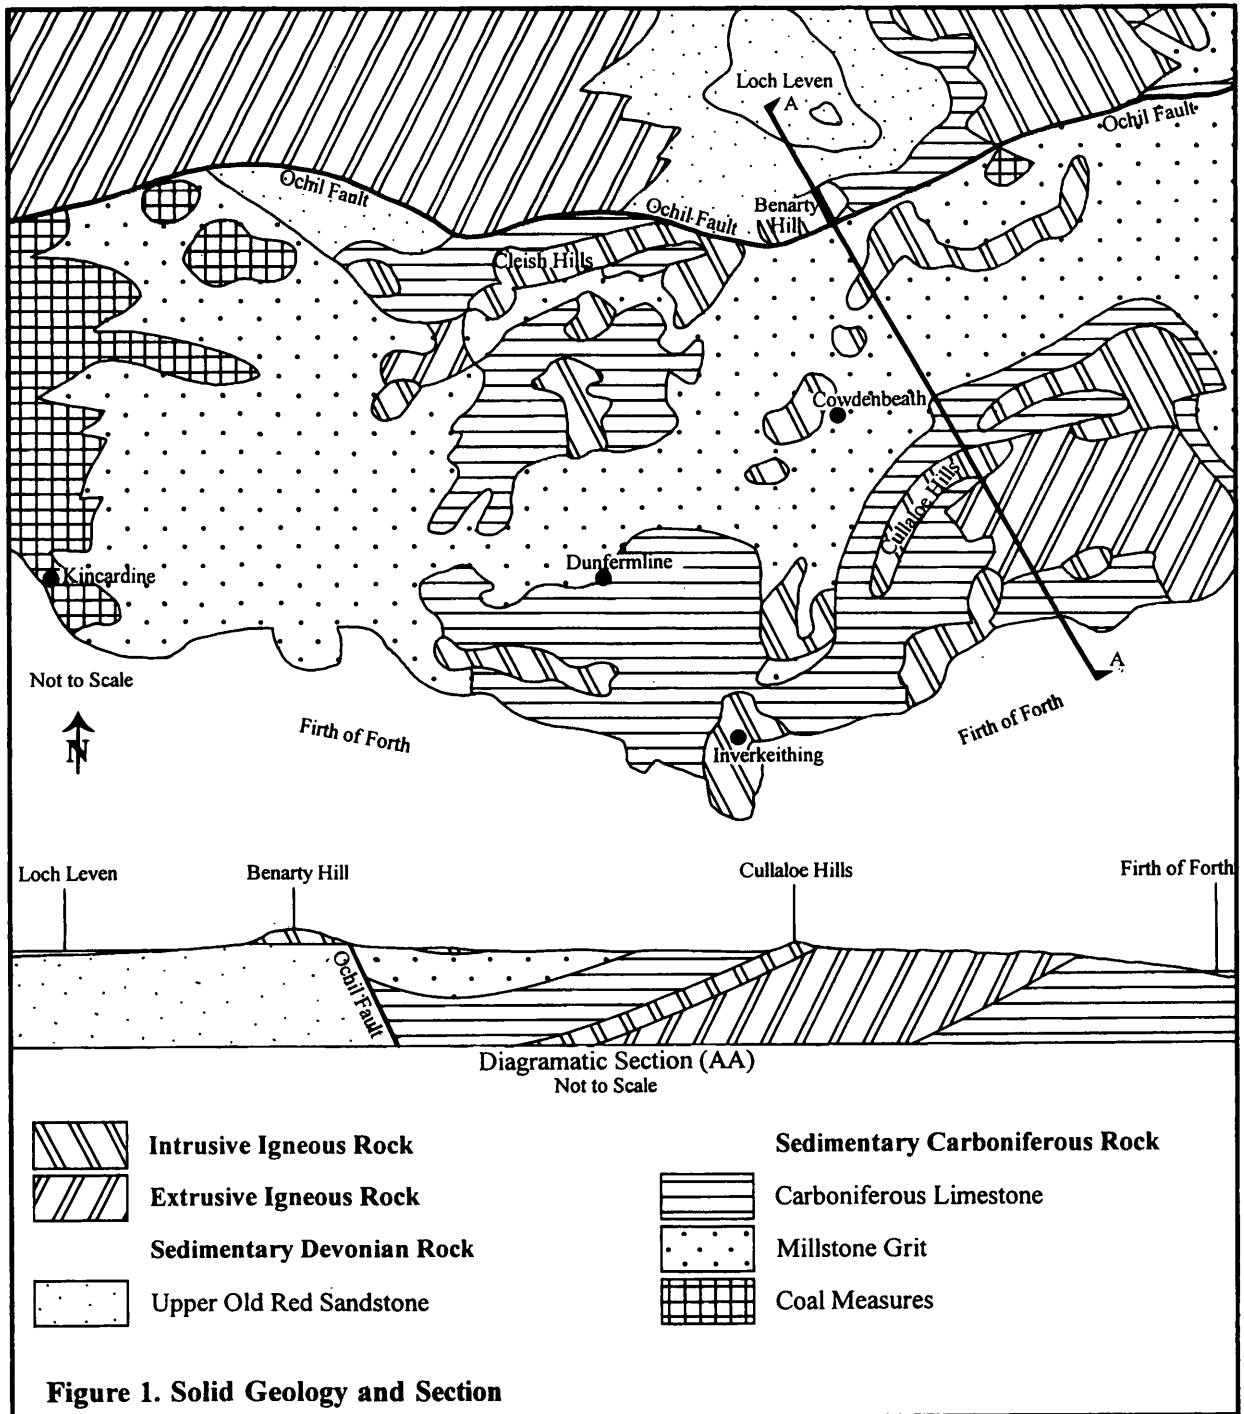 Loch Leven
A
Ochil Fault
Ochil Fault
Ochil Fault
Benarty
Hill
Cleish Hills
Cowdenbeath
Cullaloe Hills
Dunfermline
Kincardine
Not to Scale
N
A
Firth of Forth
Firth of Forth
Inverkeithing
Loch Leven
Benarty Hill
Cullaloe Hills
Firth of Forth
Ochil Fault
Diagramatic Section (AA)
Not to Scale
Intrusive Igneous Rock
Extrusive Igneous Rock
Sedimentary Devonian Rock
Upper Old Red Sandstone
Sedimentary Carboniferous Rock
Carboniferous Limestone
Millstone Grit
Coal Measures
Figure 1. Solid Geology and Section